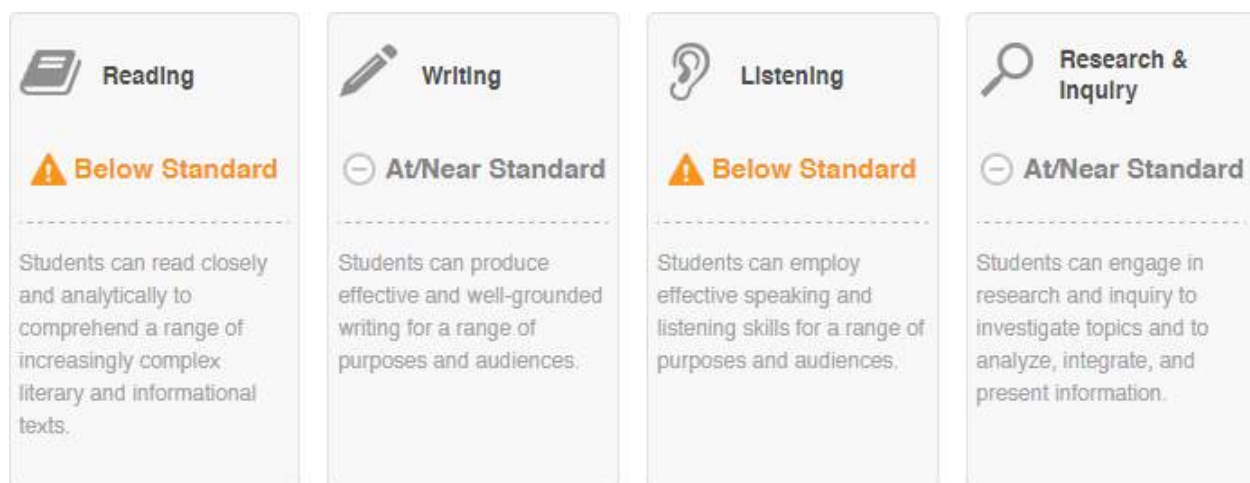 Reading
Below Standard
Students can read closely
and analytically to
comprehend a range of
increasingly complex
literary and informational
texts.
Writing
At/Near Standard
Students can produce
effective and well-grounded
writing for a range of
purposes and audiences.
Listening
Below Standard
Students can employ
effective speaking and
listening skills for a range of
purposes and audiences.
Research &
Inquiry
At/Near Standard
Students can engage in
research and inquiry to
investigate topics and to
analyze, integrate, and
present information.